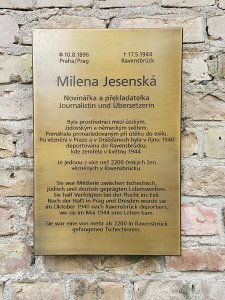 * 10.8.1896
Praha/Prag
† 17.5.1944
Ravensbrück
Milena Jesenská
Novinářka a překladatelka
Journalistin und Übersetzerin
Byla prostřednicí mezi českým,
židovským a německým světem.
Pomáhala pronásledovaným při útěku do exilu.
Po věznění v Praze a v Drážďanech byla v říjnu 1940
deportována do Ravensbrücku,
kde zemřela v květnu 1944.
Je jednou z více než 2200 českých žen
vězněných v Ravensbrücku.
Sie war Mittlerin zwischen tschechisch,
jüdisch und deutsch geprägten Lebenswelten.
Sie half Verfolgten bei der Flucht ins Exil.
Nach der Haft in Prag und Dresden wurde sie
im Oktober 1940 nach Ravensbrück deportiert,
wo sie im Mai 1944 ums Leben kam.
Sie war eine von mehr als 2200 in Ravensbrück
gefangenen Tschechinnen.